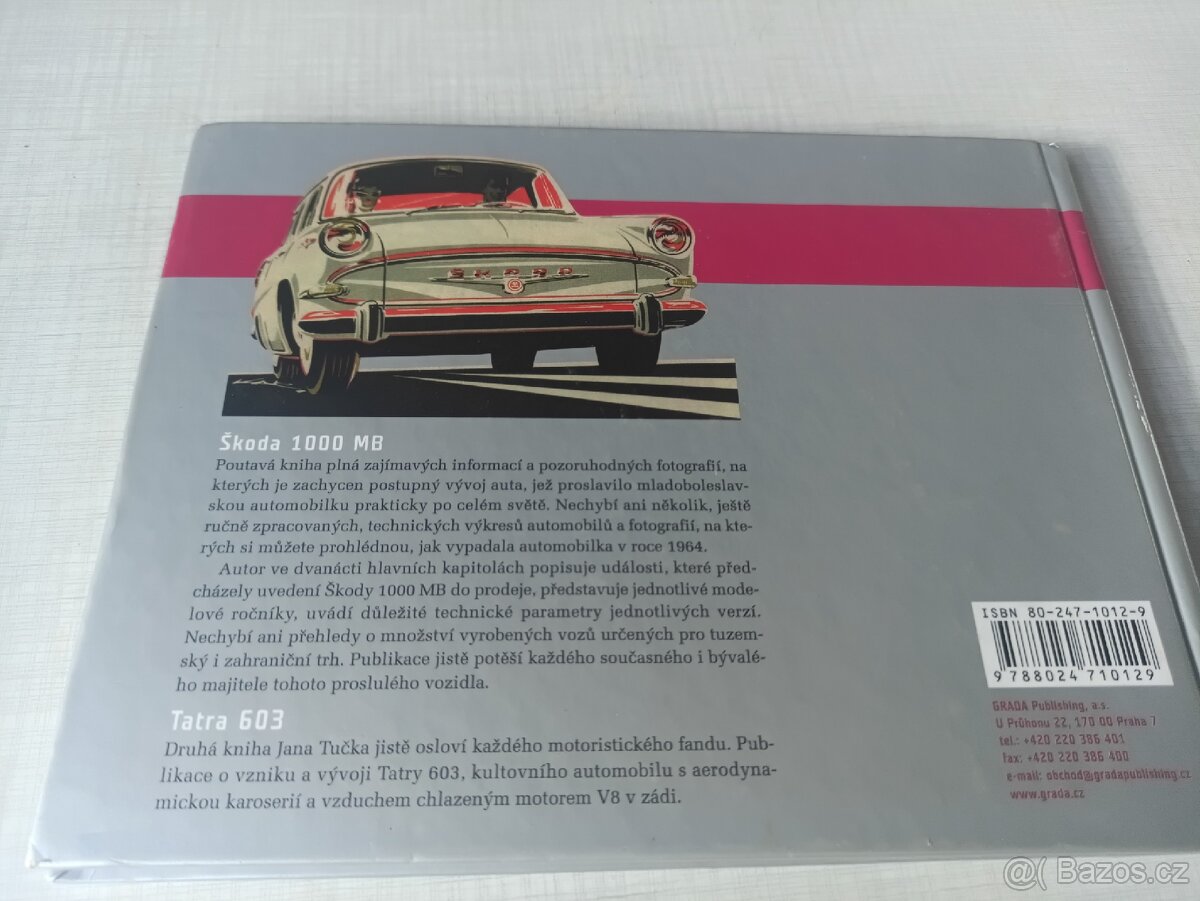 ŠKODA
Škoda 1000 MB
Poutavá kniha plná zajímavých informací a pozoruhodných fotografií, na
kterých je zachycen postupný vývoj auta, jež proslavilo mladoboleslav-
skou automobilku prakticky po celém světě. Nechybí ani několik, ještě
ručně zpracovaných, technických výkresů automobilů a fotografií, na kte-
rých si můžete prohlédnou, jak vypadala automobilka v roce 1964.
Autor ve dvanácti hlavních kapitolách popisuje události, které před-
cházely uvedení Škody 1000 MB do prodeje, představuje jednotlivé mode-
lové ročníky, uvádí důležité technické parametry jednotlivých verzí.
Nechybí ani přehledy o množství vyrobených vozů určených pro tuzem-
ský i zahraniční trh. Publikace jistě potěší každého současného i bývalé-
ho majitele tohoto proslulého vozidla.
Tatra 603
Druhá kniha Jana Tučka jistě osloví každého motoristického fandu. Pub-
likace o vzniku a vývoji Tatry 603, kultovního automobilu s aerodyna-
mickou karoserií a vzduchem chlazeným motorem V8 v zádi.
ISBN 80-247-1012-9
9 788024 710129
GRADA Publishing, a.s.
U Průhonu 22, 170 00 Praha 7
tel.: +420 220 386 401
fax: +420 220 386 400
e-mail: obchod@gradapublishing.cz
www.grada.cz
@( Bazos.cz